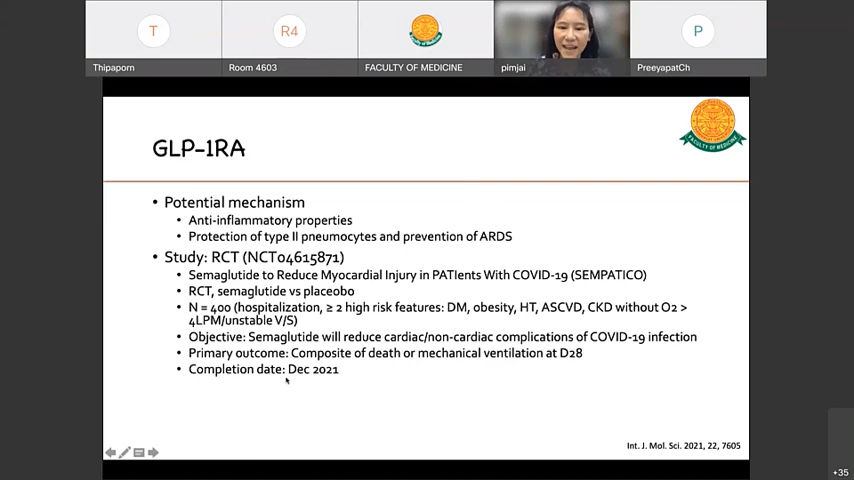 T
R4
P
Thipaporn
Room 4603
FACULTY OF MEDICINE
pimjai
PreeyapatCh
FACULTY OF MEDICINE
GLP-1RA
• Potential mechanism
• Anti-inflammatory properties
• Protection of type II pneumocytes and prevention of ARDS
• Study: RCT (NCT04615871)
• Semaglutide to Reduce Myocardial Injury in PATIents With COVID-19 (SEMPATICO)
• RCT, semaglutide vs placeobo
• N = 400 (hospitalization, ≥ 2 high risk features: DM, obesity, HT, ASCVD, CKD without O2 >
4LPM/unstable V/S)
• Objective: Semaglutide will reduce cardiac/non-cardiac complications of COVID-19 infection
• Primary outcome: Composite of death or mechanical ventilation at D28
• Completion date: Dec 2021
Int. J. Mol. Sci. 2021, 22, 7605
+35